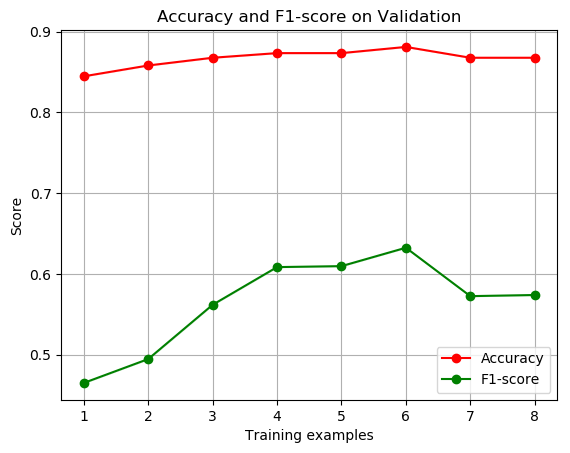 Accuracy and F1-score on Validation
0.9
0.8
0.7
0.6
0.5
Score
1 2 3 4 5 6 7 8
Training examples
Accuracy
F1-score